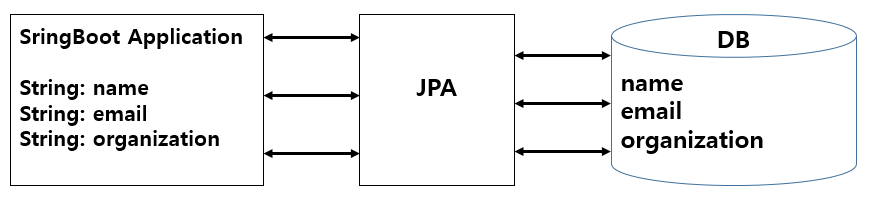 SringBoot Application
String: name
String: email
String: organization
JPA
DB
name
email
organization